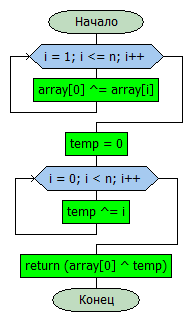 Начало
i = 1; i <= n; i++
array[0] ^= array[i]
temp = 0
i = 0; i < n; i++
temp ^= i
return (array[0] ^ temp)
Конец